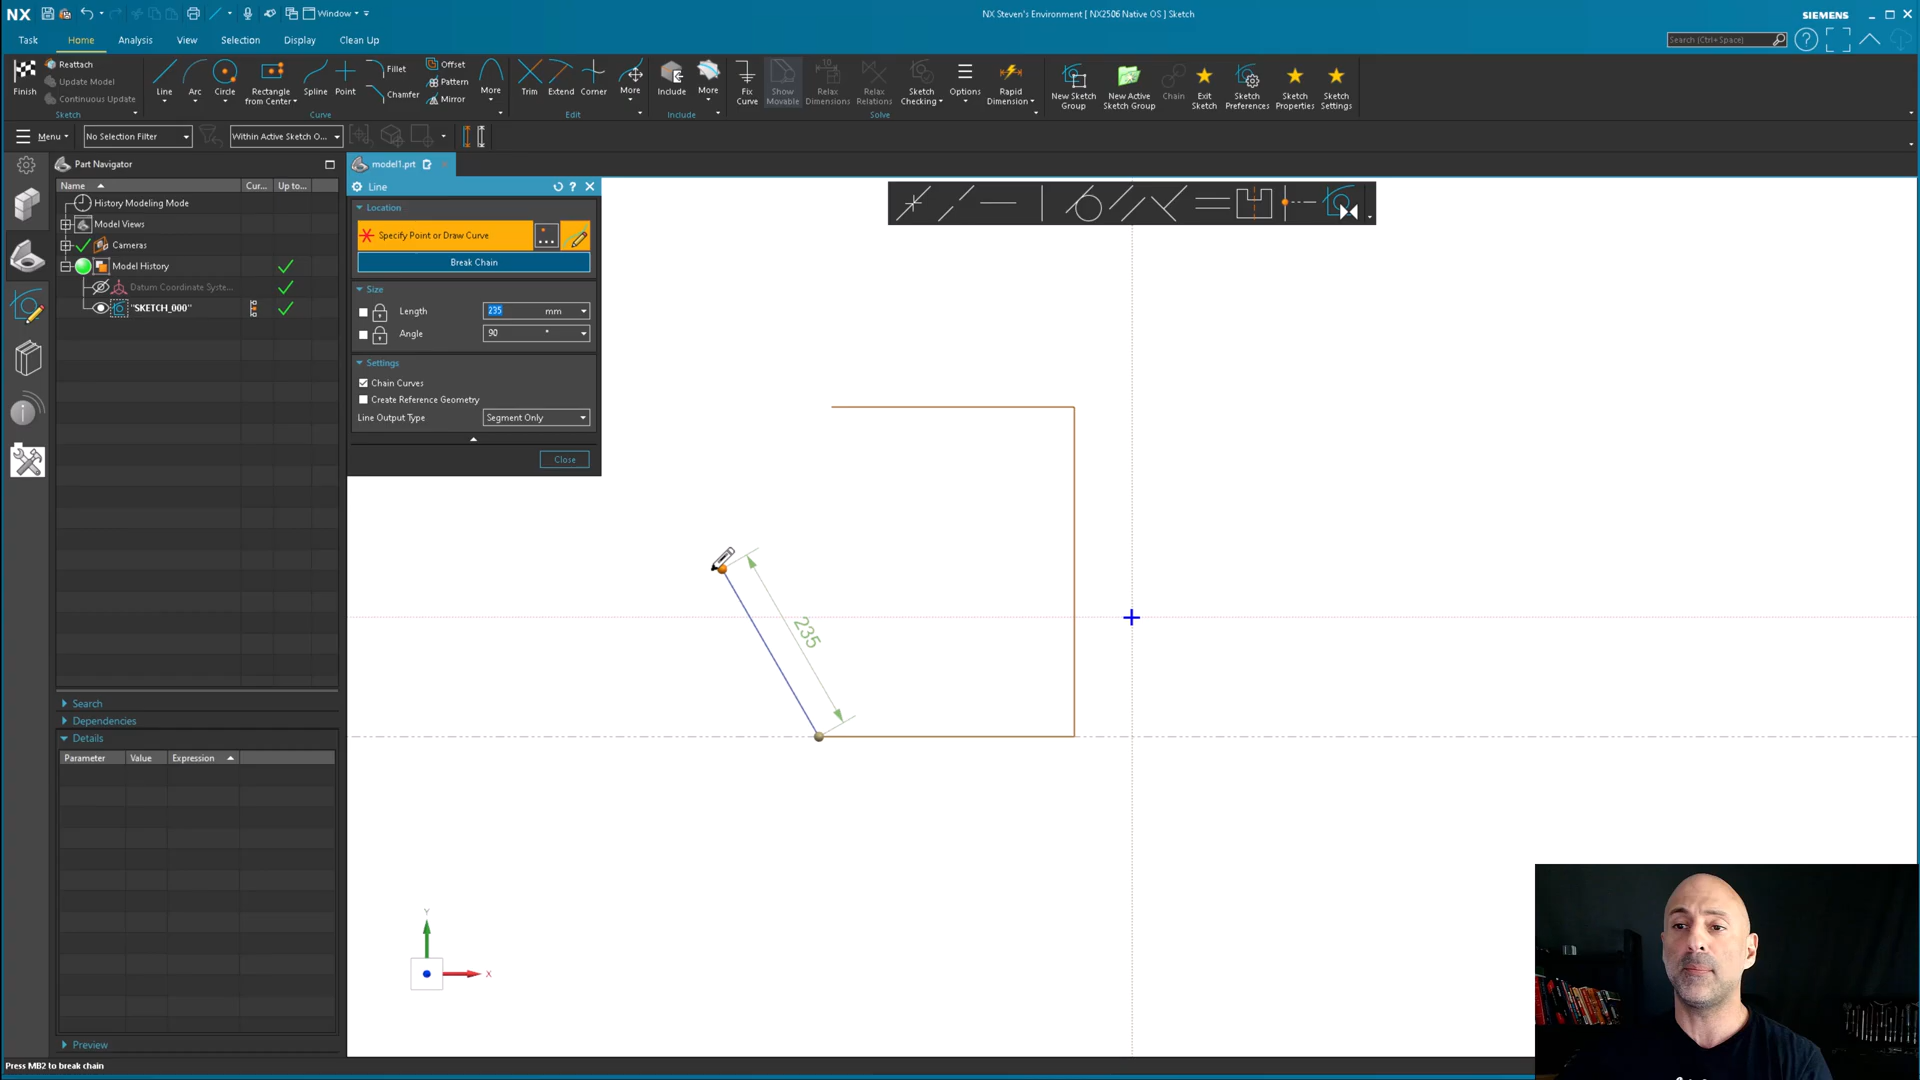 NX
Window
NX Steven's Environment [ NX2506 Native OS ] Sketch
SIEMENS
Task
Home
Analysis
View
Selection
Display
Clean Up
Search (Ctrl+Space)
Finish
Reattach
Update Model
Continuous Update
Sketch
Line
Arc
Circle
Rectangle
from Center
Spline
Point
Fillet
Chamfer
Offset
Pattern
Mirror
More
Curve
Trim
Extend
Corner
More
Edit
Include
More
Include
Fix
Curve
Show
Movable
Relax
Dimensions
Relax
Relations
Sketch
Checking
Options
Rapid
Dimension
Solve
New Sketch
Group
New Active
Sketch Group
Chain
Exit
Sketch
Sketch
Preferences
Sketch
Properties
Sketch
Settings
Menu
No Selection Filter
Within Active Sketch O...
Part Navigator
Name
Cur...
Up to...
History Modeling Mode
Model Views
Cameras
Model History
Datum Coordinate Syste...
"SKETCH_000"
Search
Dependencies
Details
Parameter
Value
Expression
Preview
Press MB2 to break chain
model1.prt
Line
Location
Specify Point or Draw Curve
Break Chain
Size
Length
235
mm
Angle
90
°
Settings
Chain Curves
Create Reference Geometry
Line Output Type
Segment Only
Close
235
Y
X